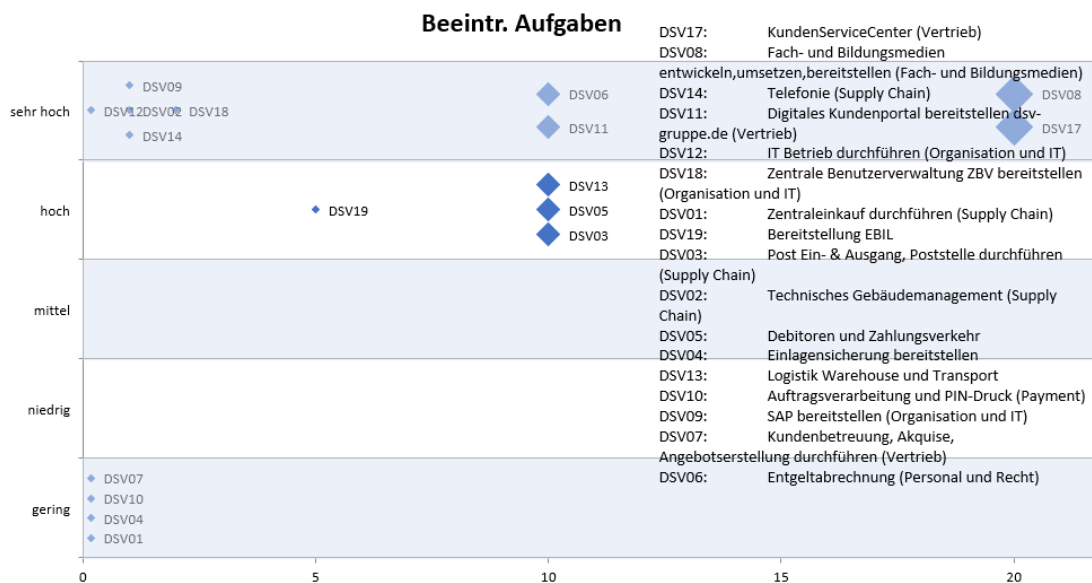 Beeintr. Aufgaben
DSV17: KundenServiceCenter (Vertrieb)
DSV08: Fach- und Bildungsmedien
entwickeln,umsetzen,bereitstellen (Fach- und Bildungsmedien)
DSV14: Telefonie (Supply Chain)
DSV11: Digitales Kundenportal bereitstellen dsv-
gruppe.de (Vertrieb)
DSV12: IT Betrieb durchführen (Organisation und IT)
DSV18: Zentrale Benutzerverwaltung ZBV bereitstellen
(Organisation und IT)
DSV01: Zentraleinkauf durchführen (Supply Chain)
DSV19: Bereitstellung EBIL
DSV03: Post Ein- & Ausgang, Poststelle durchführen
(Supply Chain)
DSV02: Technisches Gebäudemanagement (Supply
Chain)
DSV05: Debitoren und Zahlungsverkehr
DSV04: Einlagensicherung bereitstellen
DSV13: Logistik Warehouse und Transport
DSV10: Auftragsverarbeitung und PIN-Druck (Payment)
DSV09: SAP bereitstellen (Organisation und IT)
DSV07: Kundenbetreuung, Akquise,
Angebotserstellung durchführen (Vertrieb)
DSV06: Entgeltabrechnung (Personal und Recht)
sehr hoch
DSV09
DSV12 DSV02 DSV18
DSV14
DSV06
DSV11
DSV08
DSV17
hoch
DSV19
DSV13
DSV05
DSV03
mittel
niedrig
gering
DSV07
DSV10
DSV04
DSV01
0 5 10 15 20